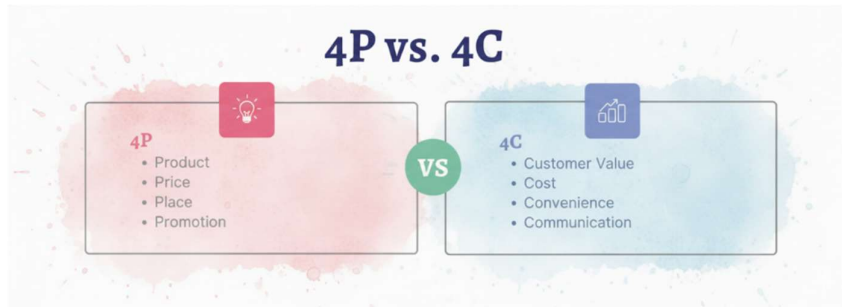 4P vs. 4C
4P
• Product
• Price
• Place
• Promotion
VS
4C
• Customer Value
• Cost
• Convenience
• Communication